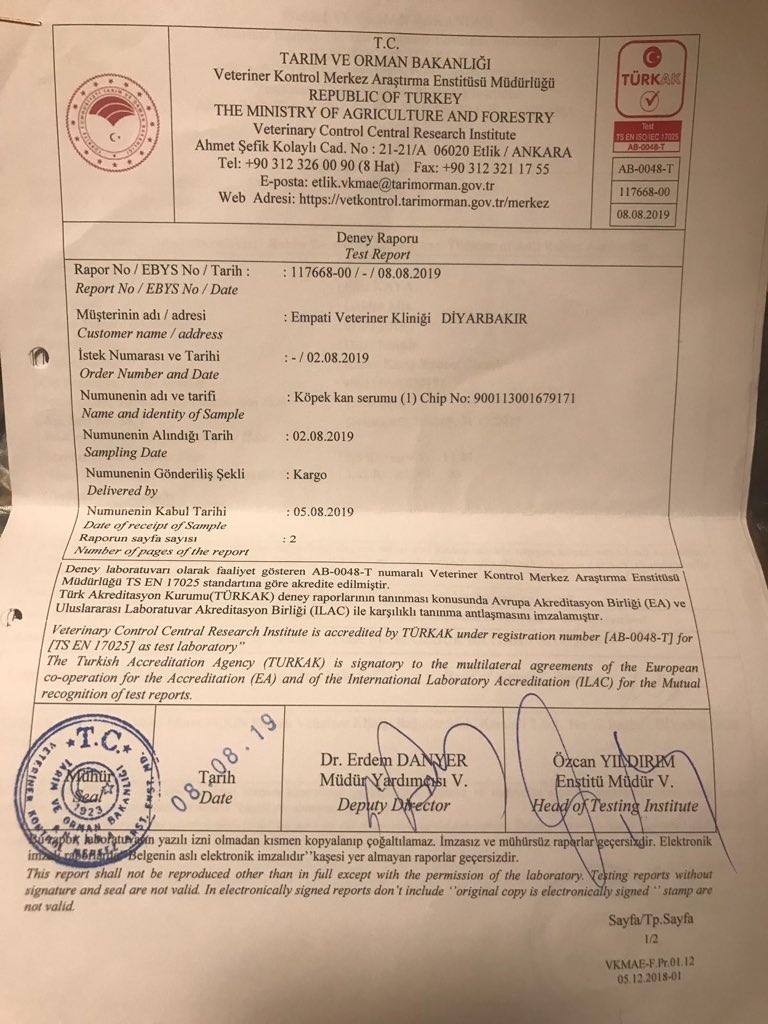 T.C.
TARIM VE ORMAN BAKANLIĞI
Veteriner Kontrol Merkez Araştırma Enstitüsü Müdürlüğü
REPUBLIC OF TURKEY
THE MINISTRY OF AGRICULTURE AND FORESTRY
Veterinary Control Central Research Institute
Ahmet Şefik Kolaylı Cad. No : 21-21/A 06020 Etlik / ANKARA
Tel: +90 312 326 00 90 (8 Hat) Fax: +90 312 321 17 55
E-posta: etlik.vkmae@tarimorman.gov.tr
Web Adresi: https://vetkontrol.tarimorman.gov.tr/merkez
TÜRKAK
Test
TS EN ISO/IEC 17025
AB-0048-T
AB-0048-T
117668-00
08.08.2019
Deney Raporu
Test Report
Rapor No / EBYS No / Tarih : : 117668-00 / - / 08.08.2019
Report No / EBYS No / Date
Müşterinin adı / adresi : Empati Veteriner Kliniği DİYARBAKIR
Customer name / address
İstek Numarası ve Tarihi : - / 02.08.2019
Order Number and Date
Numunenin adı ve tarifi : Köpek kan serumu (1) Chip No: 900113001679171
Name and identity of Sample
Numunenin Alındığı Tarih : 02.08.2019
Sampling Date
Numunenin Gönderiliş Şekli : Kargo
Delivered by
Numunenin Kabul Tarihi : 05.08.2019
Date of receipt of Sample
Raporun sayfa sayısı : 2
Number of pages of the report
Deney laboratuvarı olarak faaliyet gösteren AB-0048-T numaralı Veteriner Kontrol Merkez Araştırma Enstitüsü
Müdürlüğü TS EN 17025 standartına göre akredite edilmiştir.
Türk Akreditasyon Kurumu(TÜRKAK) deney raporlarının tanınması konusunda Avrupa Akreditasyon Birliği (EA) ve
Uluslararası Laboratuvar Akreditasyon Birliği (ILAC) ile karşılıklı tanınma antlaşmasını imzalamıştır.
Veterinary Control Central Research Institute is accredited by TÜRKAK under registration number [AB-0048-T] for
[TS EN 17025] as test laboratory"
The Turkish Accreditation Agency (TURKAK) is signatory to the multilateral agreements of the European
co-operation for the Accreditation (EA) and of the International Laboratory Accreditation (ILAC) for the Mutual
recognition of test reports.
T.C.
TARIM VE ORMAN BAKANLIĞI
1923
Mühür
Seal
08.08.19
Tarih
Date
Dr. Erdem DANYER
Müdür Yardımcısı V.
Deputy Director
Özcan YILDIRIM
Enstitü Müdür V.
Head of Testing Institute
Bu rapor, laboratuvarın yazılı izni olmadan kısmen kopyalanıp çoğaltılamaz. İmzasız ve mühürsüz raporlar geçersizdir. Elektronik
imzalı raporlarda Belgenin aslı elektronik imzalıdır''kaşesi yer almayan raporlar geçersizdir.
This report shall not be reproduced other than in full except with the permission of the laboratory. Testing reports without
signature and seal are not valid. In electronically signed reports don't include ''original copy is electronically signed '' stamp are
not valid.
Sayfa/Tp.Sayfa
1/2
VKMAE-F.Pr.01.12
05.12.2018-01